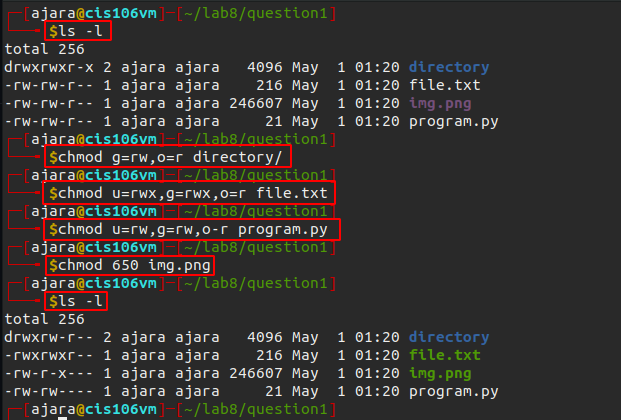 [ajara@cis106vm]-[~/lab8/question1]
$ls -l
total 256
drwxrwxr-x 2 ajara ajara   4096 May  1 01:20 directory
-rw-rw-r-- 1 ajara ajara    216 May  1 01:20 file.txt
-rw-rw-r-- 1 ajara ajara 246607 May  1 01:20 img.png
-rw-rw-r-- 1 ajara ajara     21 May  1 01:20 program.py
[ajara@cis106vm]-[~/lab8/question1]
$chmod g=rw,o=r directory/
[ajara@cis106vm]-[~/lab8/question1]
$chmod u=rwx,g=rwx,o=r file.txt
[ajara@cis106vm]-[~/lab8/question1]
$chmod u=rw,g=rw,o-r program.py
[ajara@cis106vm]-[~/lab8/question1]
$chmod 650 img.png
[ajara@cis106vm]-[~/lab8/question1]
$ls -l
total 256
drwxrw-r-- 2 ajara ajara   4096 May  1 01:20 directory
-rwxrwxr-- 1 ajara ajara    216 May  1 01:20 file.txt
-rw-r-x--- 1 ajara ajara 246607 May  1 01:20 img.png
-rw-rw---- 1 ajara ajara     21 May  1 01:20 program.py
[ajara@cis106vm]-[~/lab8/question1]